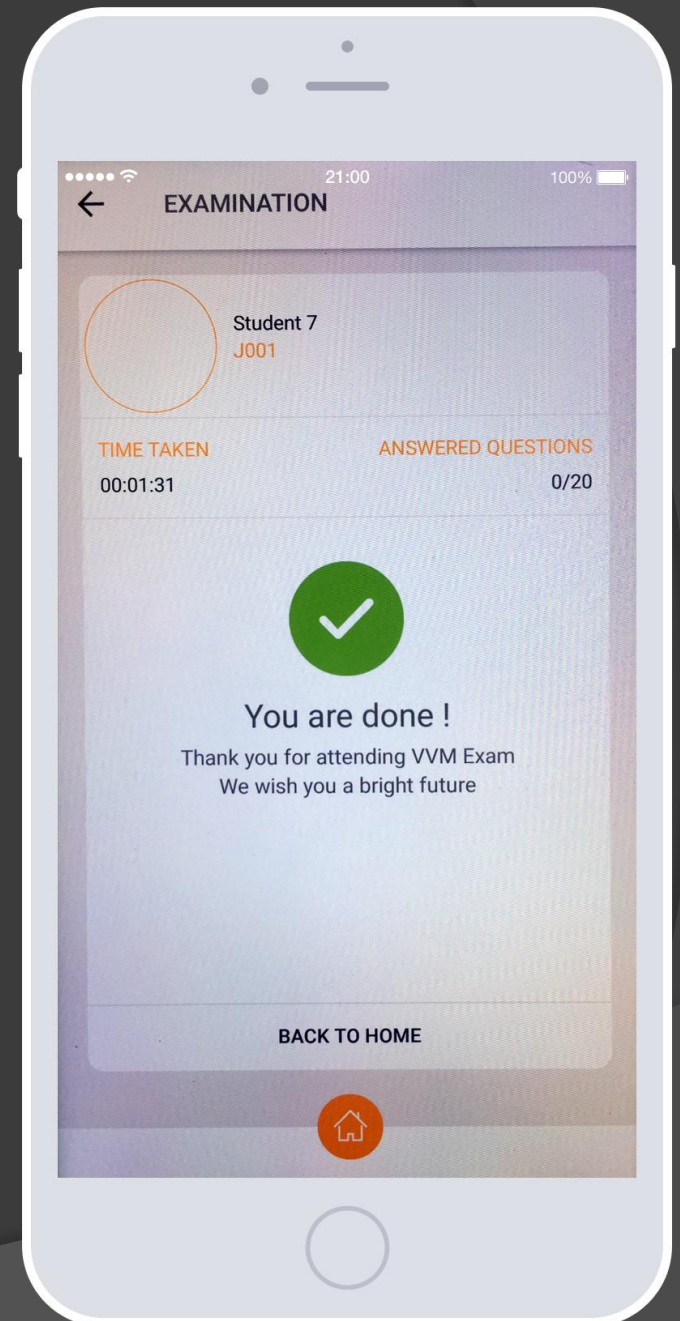 21:00
100%
EXAMINATION
Student 7
J001
TIME TAKEN
ANSWERED QUESTIONS
00:01:31
0/20
You are done !
Thank you for attending VVM Exam
We wish you a bright future
BACK TO HOME